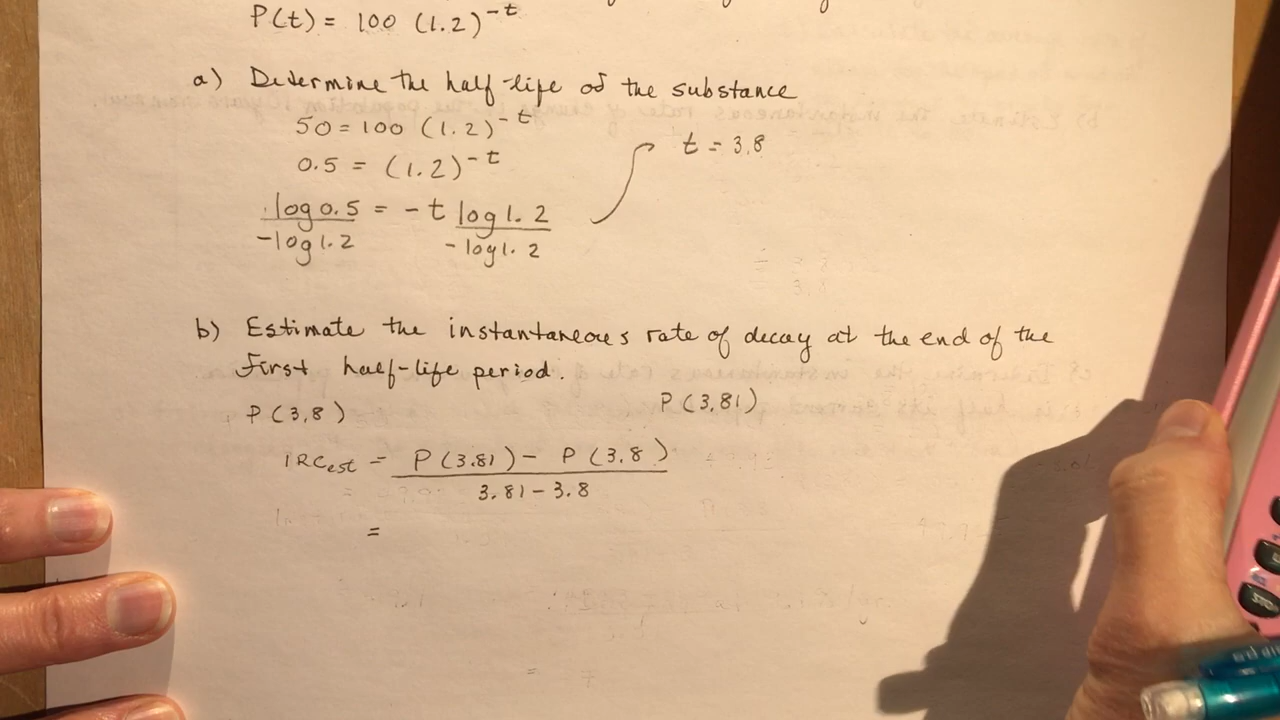 P(t) = 100 (1.2)^-t
a) Determine the half-life of the substance
50 = 100 (1.2)^-t
0.5 = (1.2)^-t
t = 3.8
log 0.5 = -t log 1.2
-log 1.2 -log 1.2
b) Estimate the instantaneous rate of decay at the end of the
first half-life period.
P(3.8) P(3.81)
IRCest = P(3.81) - P(3.8)
3.81 - 3.8
=